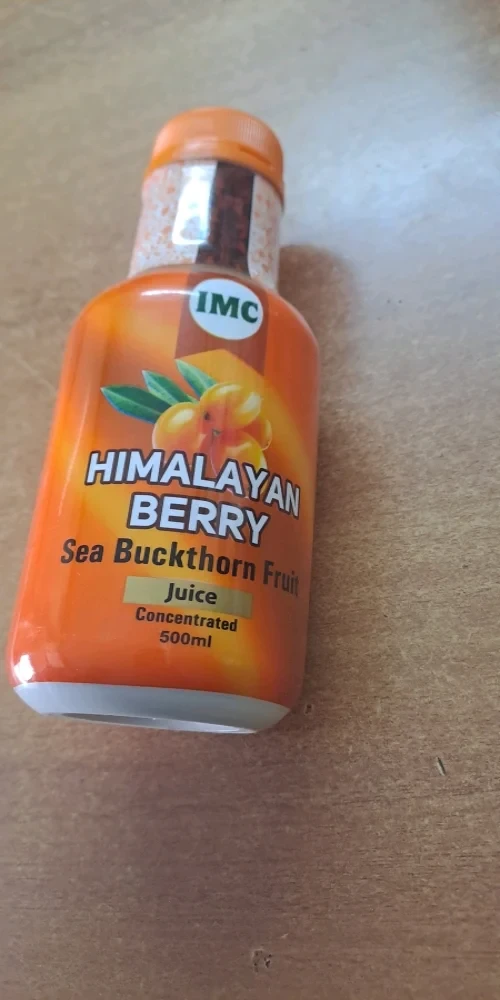 IMC
HIMALAYAN
BERRY
Sea Buckthorn Fruit
Juice
Concentrated
500ml